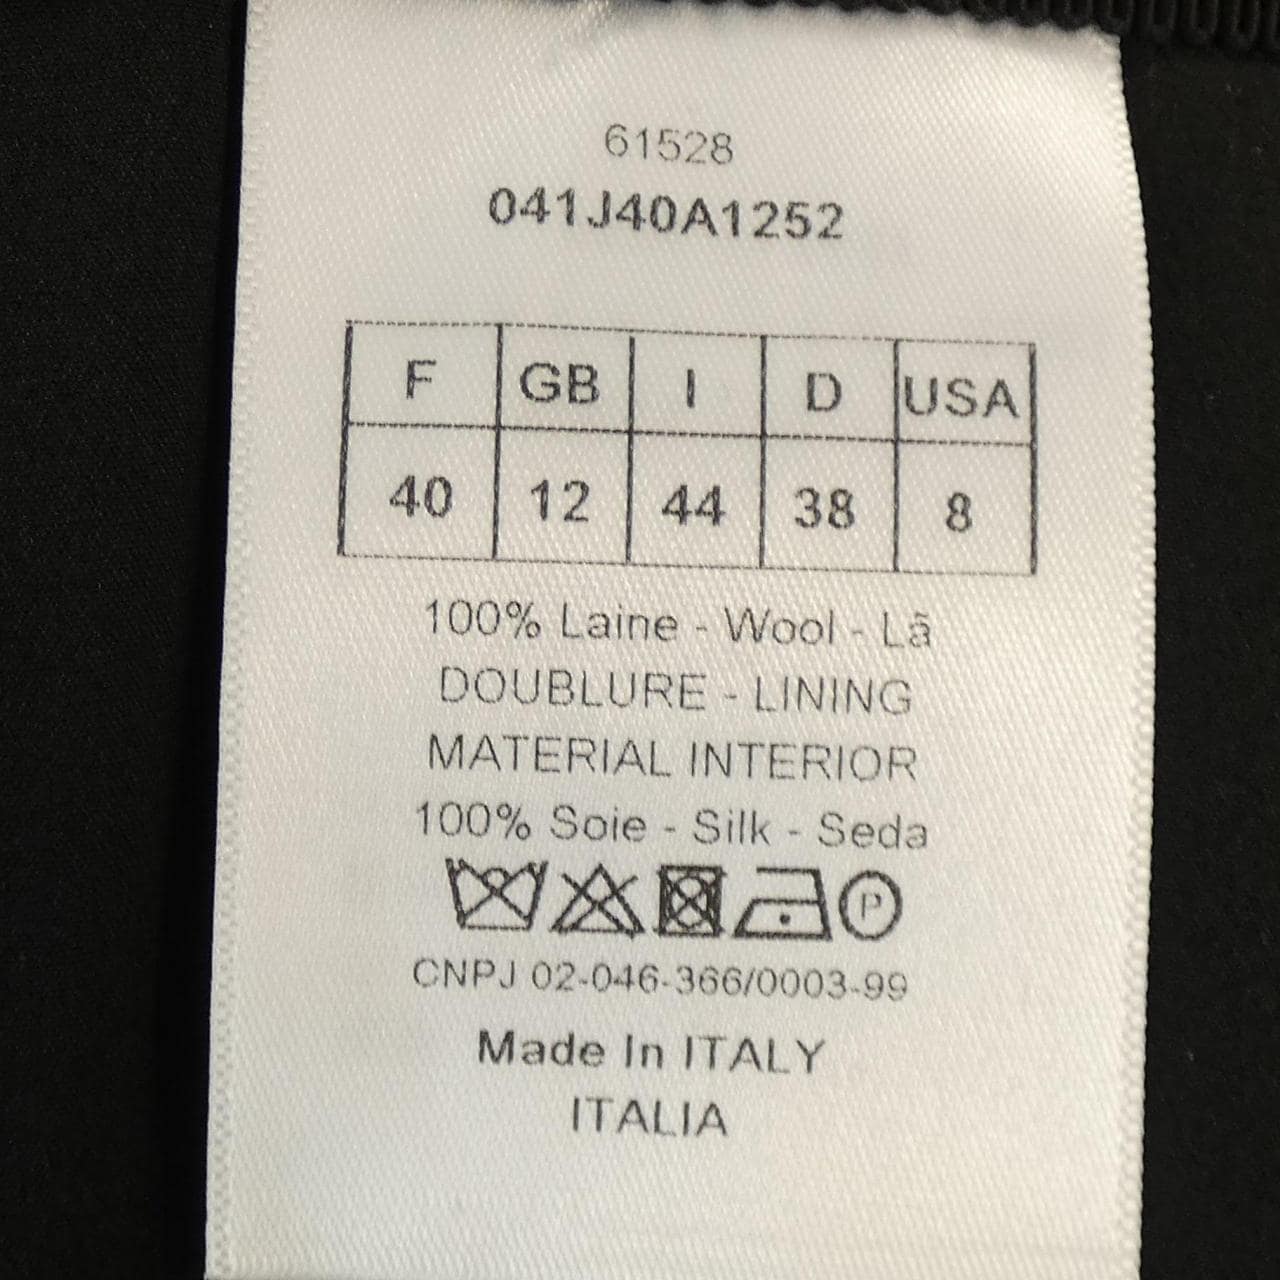 61528
041J40A1252
F GB I D USA
40 12 44 38 8
100% Laine - Wool - Lã
DOUBLURE - LINING
MATERIAL INTERIOR
100% Soie - Silk - Seda
P
CNPJ 02-046-366/0003-99
Made In ITALY
ITALIA